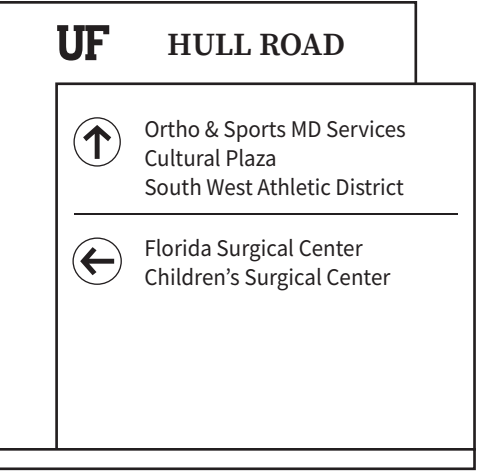 UF HULL ROAD
Ortho & Sports MD Services
Cultural Plaza
South West Athletic District
Florida Surgical Center
Children’s Surgical Center